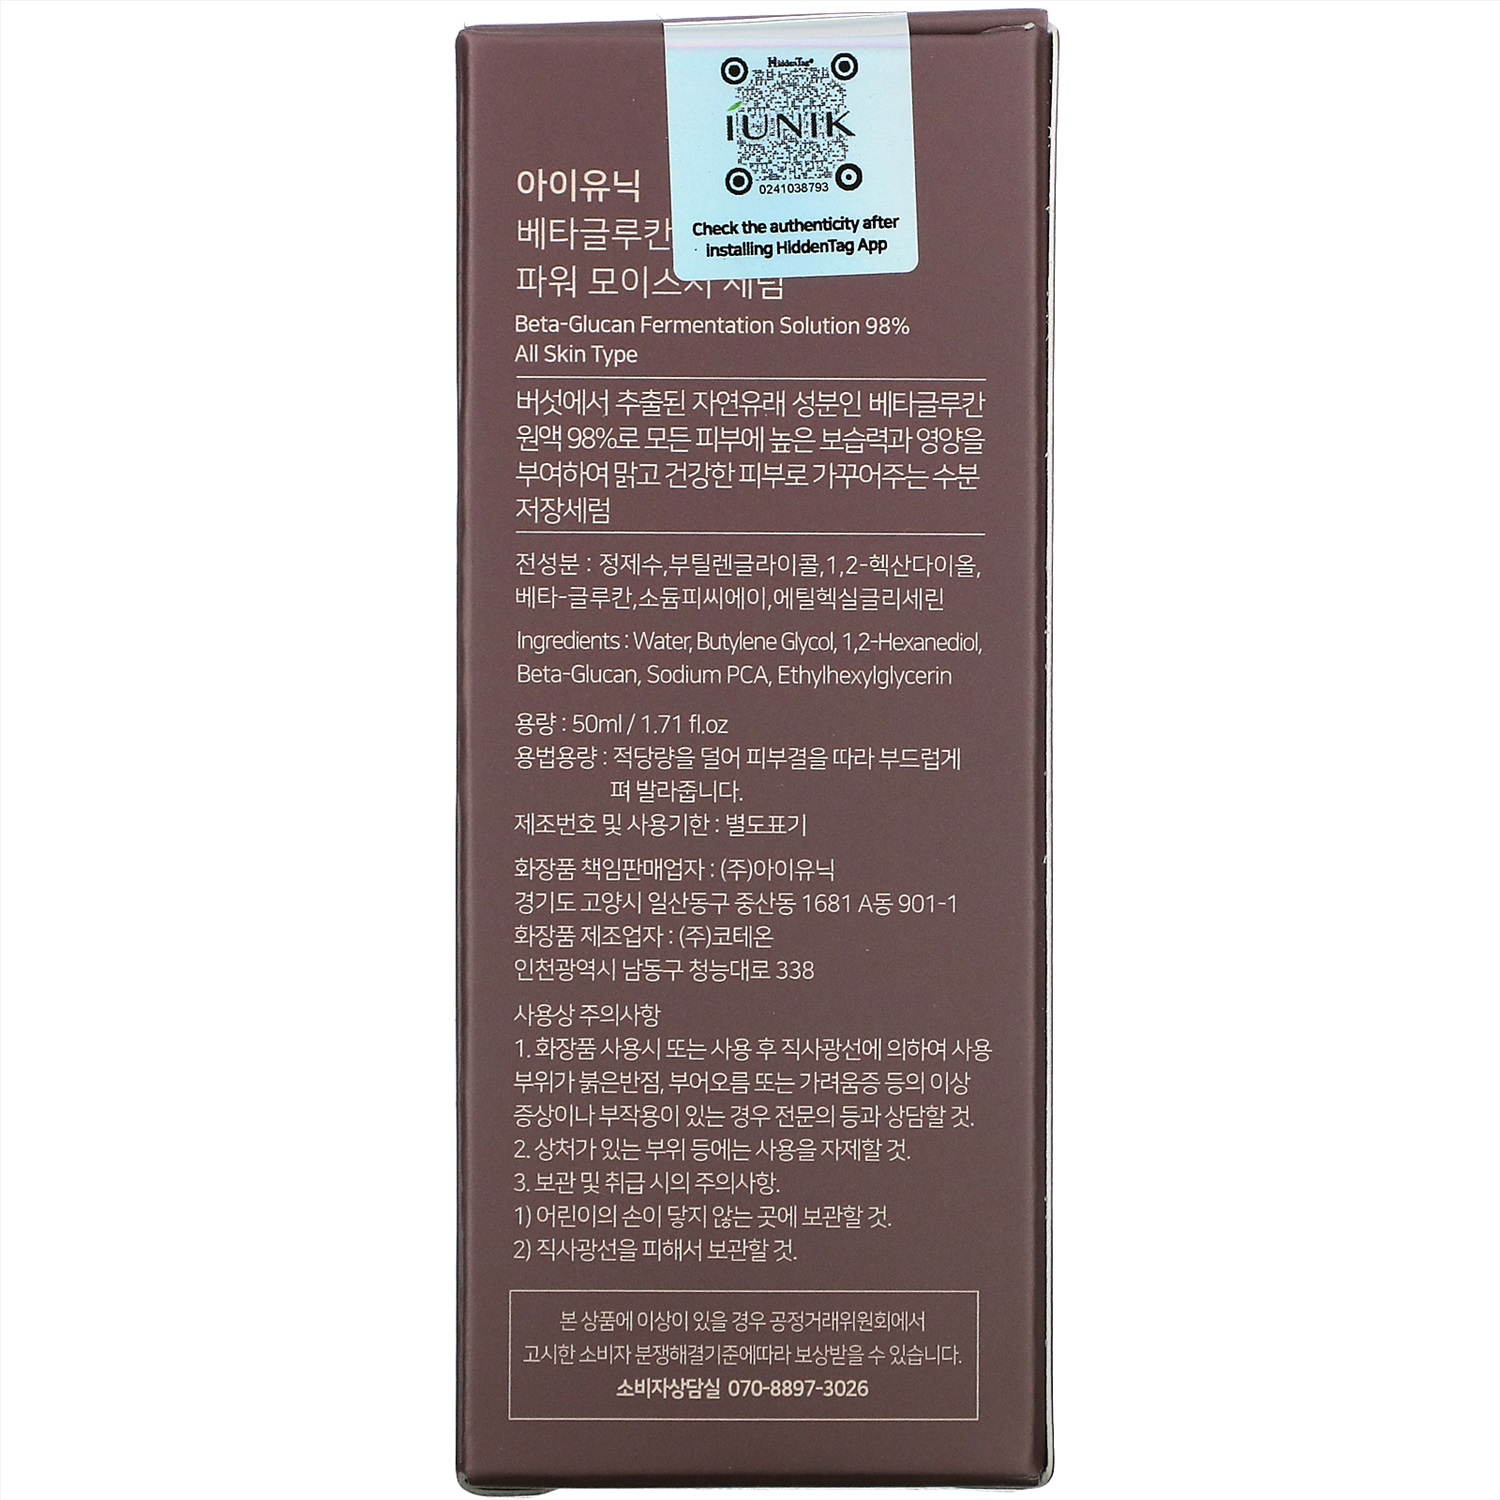 HiddenTag®
iUNIK
0241038793
Check the authenticity after
installing HiddenTag App
아이유닉
베타글루칸
파워 모이스처 세럼
Beta-Glucan Fermentation Solution 98%
All Skin Type
버섯에서 추출된 자연유래 성분인 베타글루칸
원액 98%로 모든 피부에 높은 보습력과 영양을
부여하여 맑고 건강한 피부로 가꾸어주는 수분
저장세럼
전성분 : 정제수,부틸렌글라이콜,1,2-헥산다이올,
베타-글루칸,소듐피씨에이,에틸헥실글리세린
Ingredients : Water, Butylene Glycol, 1,2-Hexanediol,
Beta-Glucan, Sodium PCA, Ethylhexylglycerin
용량 : 50ml / 1.71 fl.oz
용법용량 : 적당량을 덜어 피부결을 따라 부드럽게
펴 발라줍니다.
제조번호 및 사용기한 : 별도표기
화장품 책임판매업자 : (주)아이유닉
경기도 고양시 일산동구 중산동 1681 A동 901-1
화장품 제조업자 : (주)코테온
인천광역시 남동구 청능대로 338
사용상 주의사항
1. 화장품 사용시 또는 사용 후 직사광선에 의하여 사용
부위가 붉은반점, 부어오름 또는 가려움증 등의 이상
증상이나 부작용이 있는 경우 전문의 등과 상담할 것.
2. 상처가 있는 부위 등에는 사용을 자제할 것.
3. 보관 및 취급 시의 주의사항.
1) 어린이의 손이 닿지 않는 곳에 보관할 것.
2) 직사광선을 피해서 보관할 것.
본 상품에 이상이 있을 경우 공정거래위원회에서
고시한 소비자 분쟁해결기준에따라 보상받을 수 있습니다.
소비자상담실 070-8897-3026